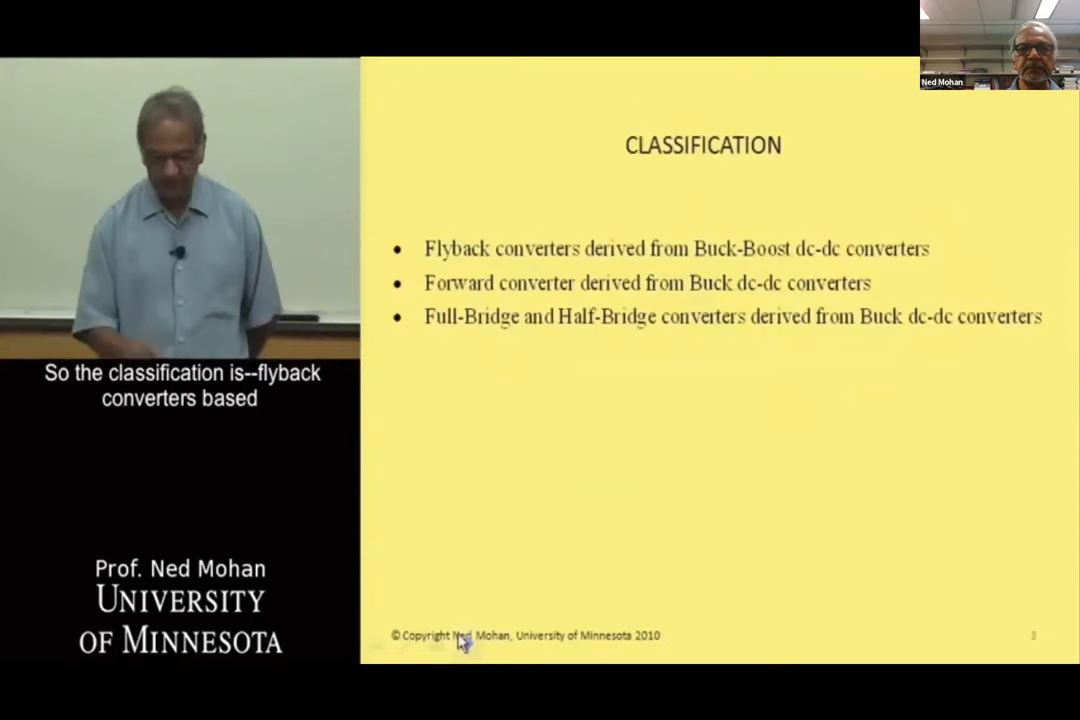 Ned Mohan
CLASSIFICATION
• Flyback converters derived from Buck-Boost dc-dc converters
• Forward converter derived from Buck dc-dc converters
• Full-Bridge and Half-Bridge converters derived from Buck dc-dc converters
So the classification is--flyback
converters based
Prof. Ned Mohan
UNIVERSITY
OF MINNESOTA
© Copyright Ned Mohan, University of Minnesota 2010
3